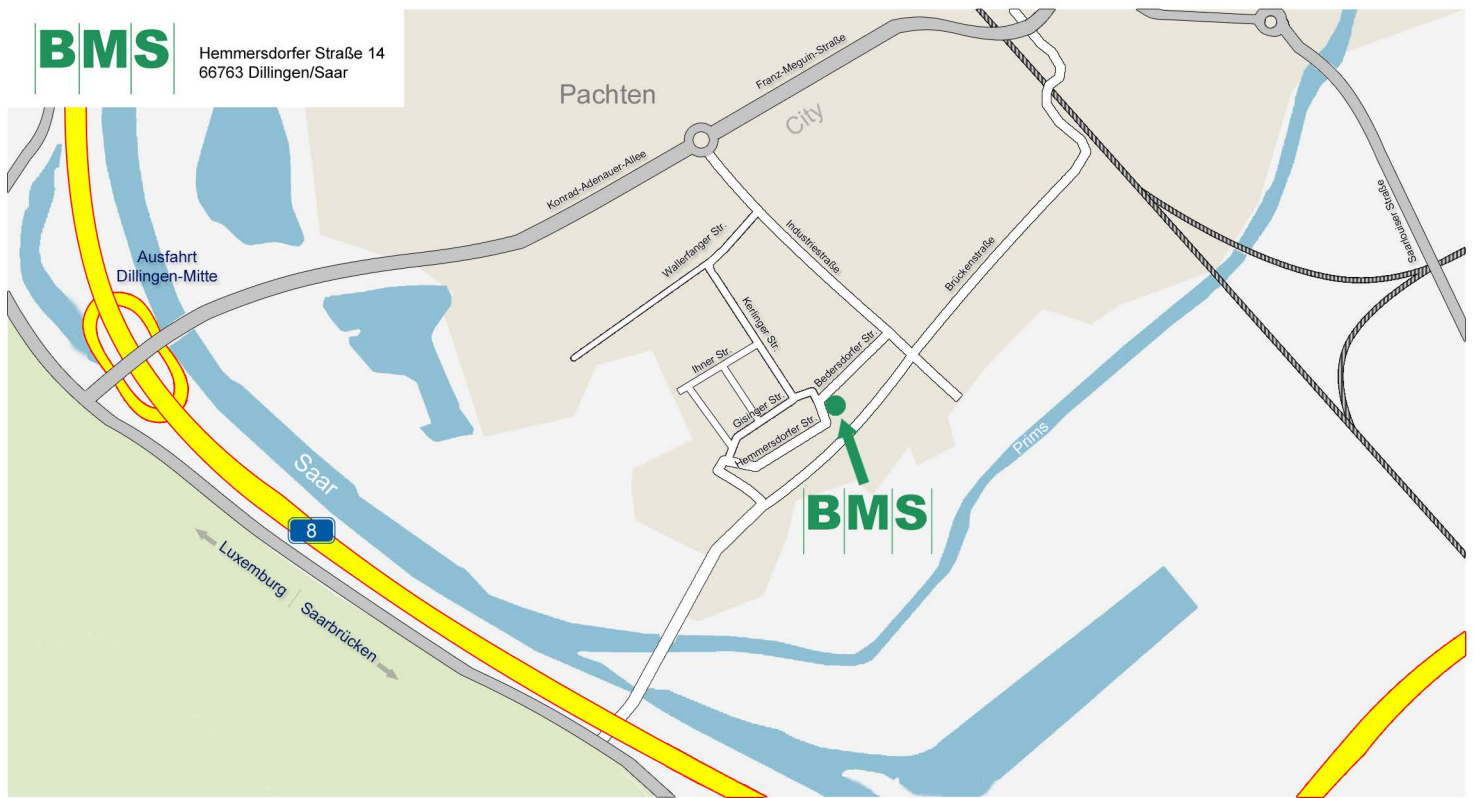 BMS
Hemmersdorfer Straße 14
66763 Dillingen/Saar
Pachten
City
Franz-Meguin-Straße
Konrad-Adenauer-Allee
Saarlouiser Straße
Ausfahrt
Dillingen-Mitte
Wallerfanger Str.
Industriestraße
Brückenstraße
Kerlinger Str.
Ihner Str.
Bedersdorfer Str.
Gisinger Str.
Hemmersdorfer Str.
Prims
Saar
BMS
8
Luxemburg
Saarbrücken